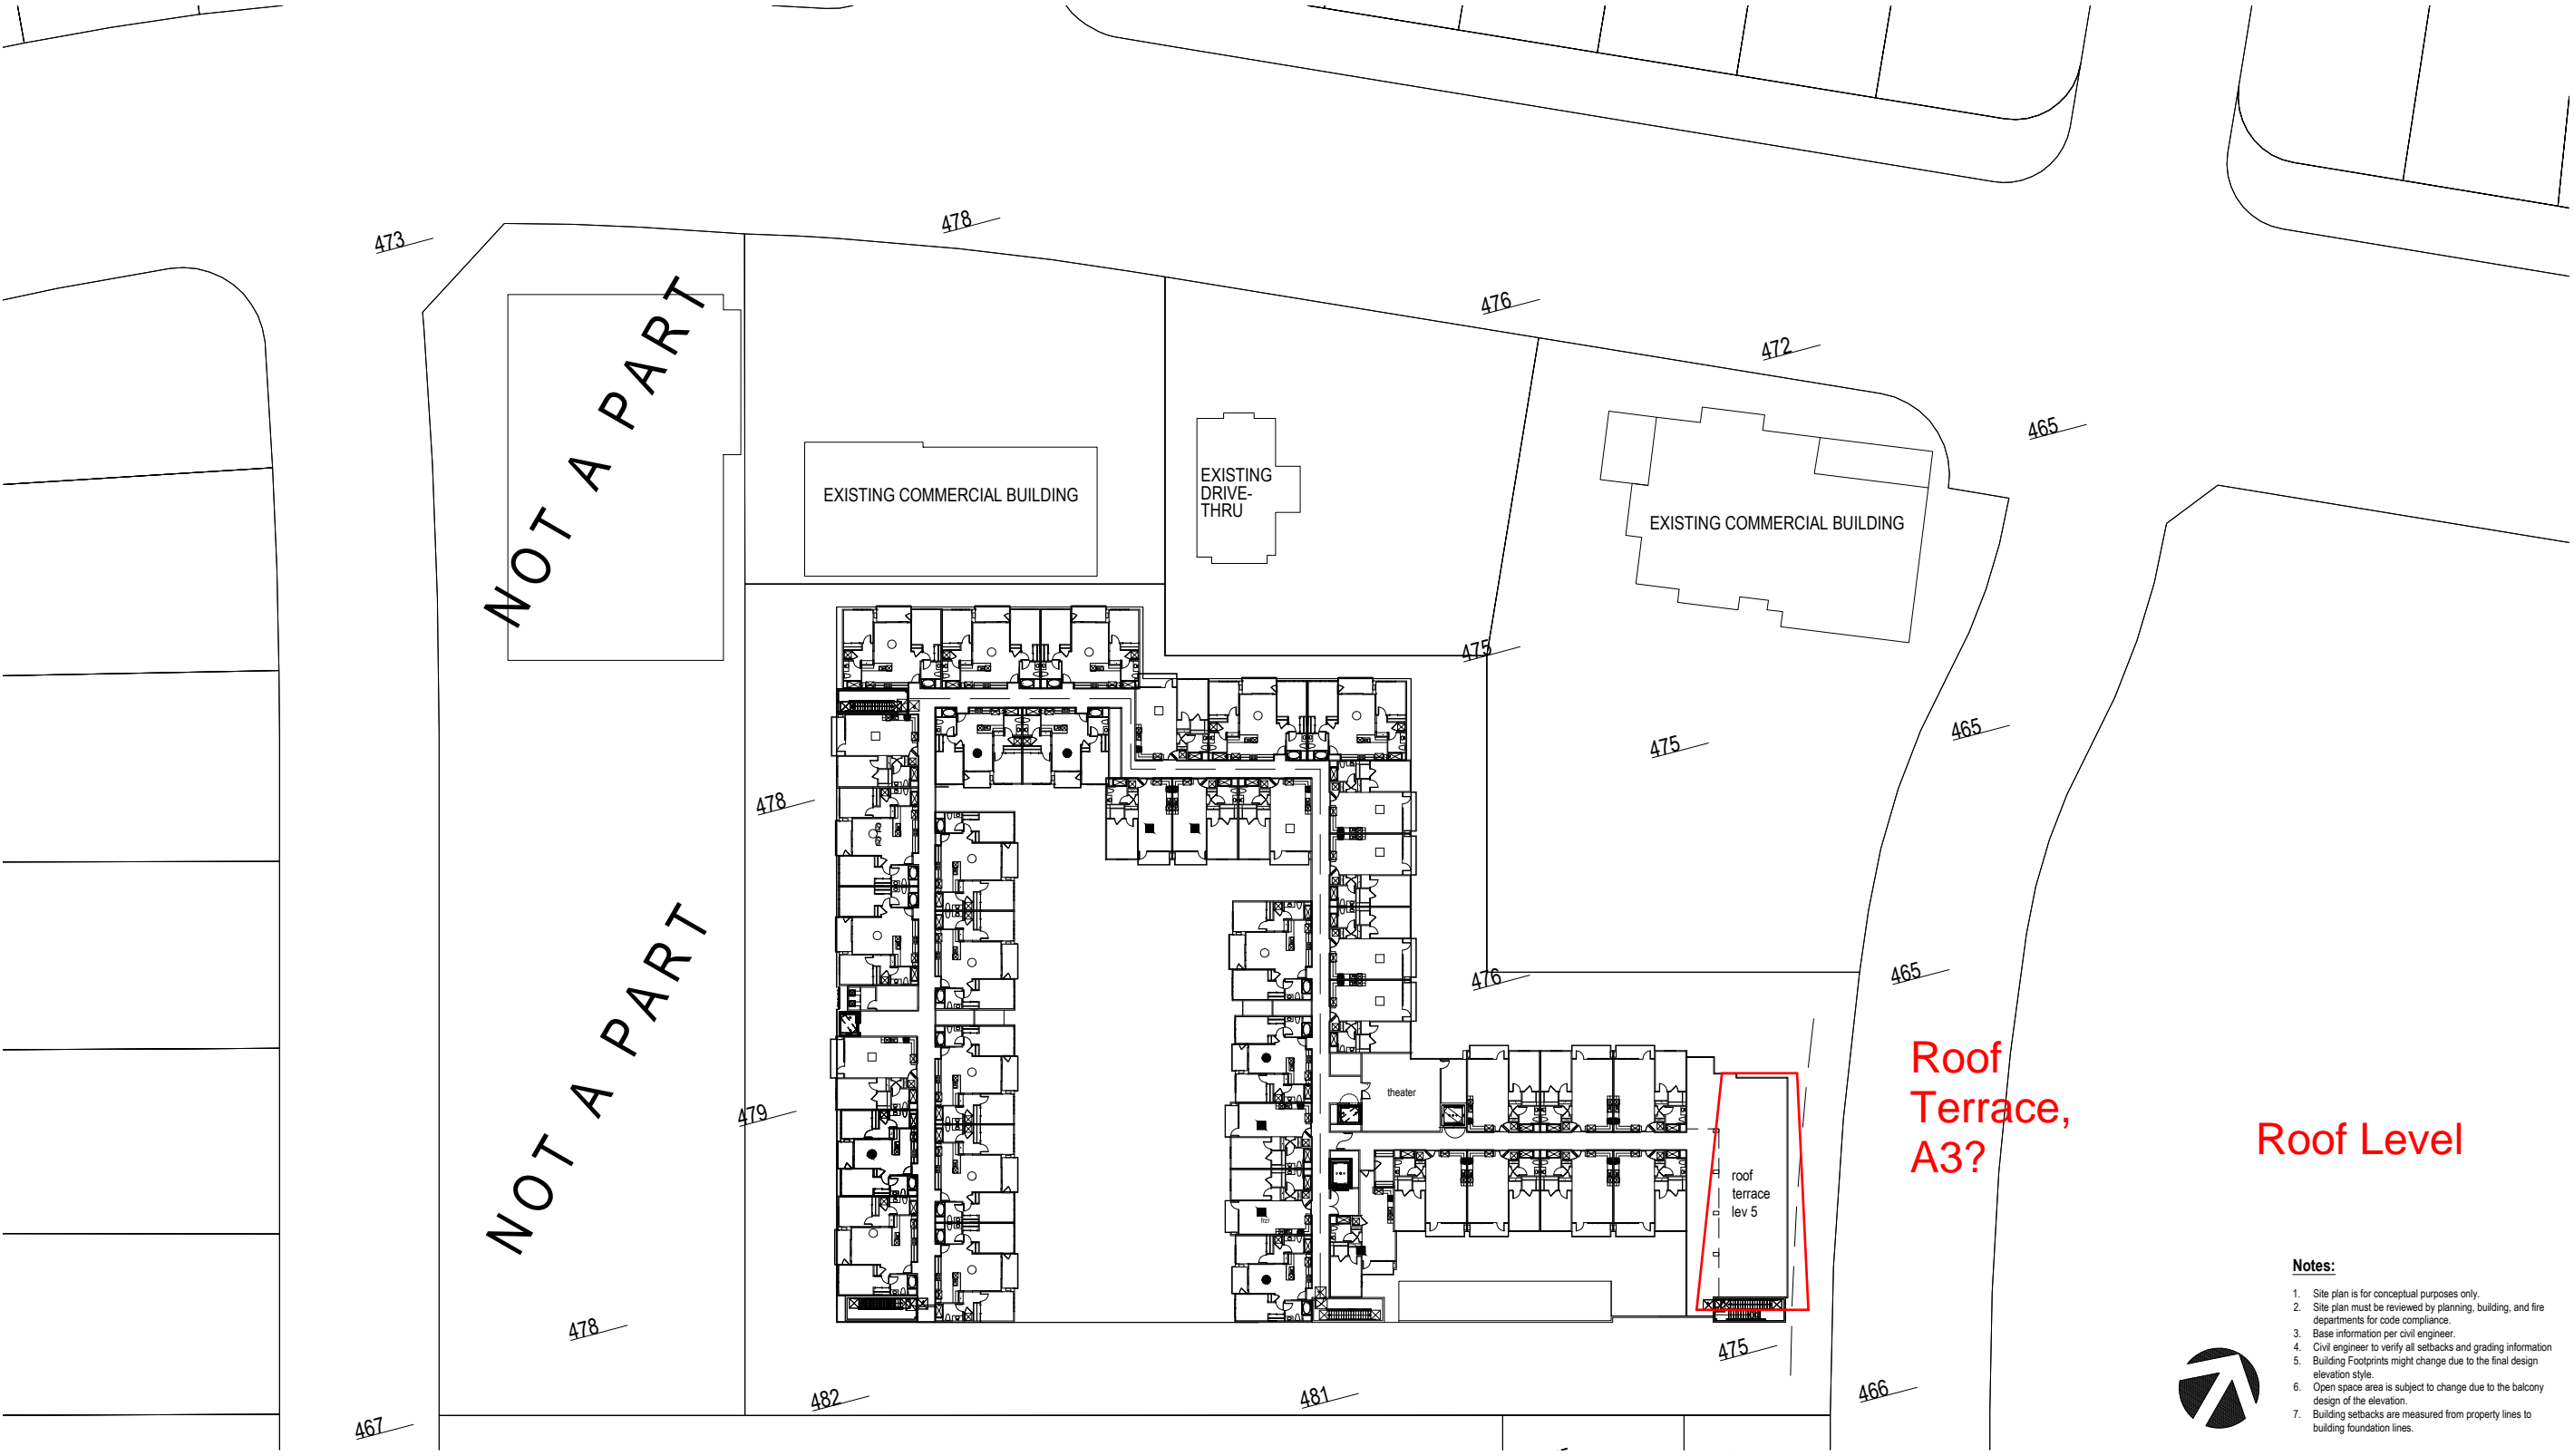 478
473
476
472
465
NOT A PART
EXISTING COMMERCIAL BUILDING
EXISTING
DRIVE-
THRU
EXISTING COMMERCIAL BUILDING
475
475
465
478
476
465
NOT A PART
479
theater
Roof
Terrace,
A3?
Roof Level
roof
terrace
lev 5
frzr
478
475
482
481
466
467
Notes:
1. Site plan is for conceptual purposes only.
2. Site plan must be reviewed by planning, building, and fire
departments for code compliance.
3. Base information per civil engineer.
4. Civil engineer to verify all setbacks and grading information
5. Building Footprints might change due to the final design
elevation style.
6. Open space area is subject to change due to the balcony
design of the elevation.
7. Building setbacks are measured from property lines to
building foundation lines.